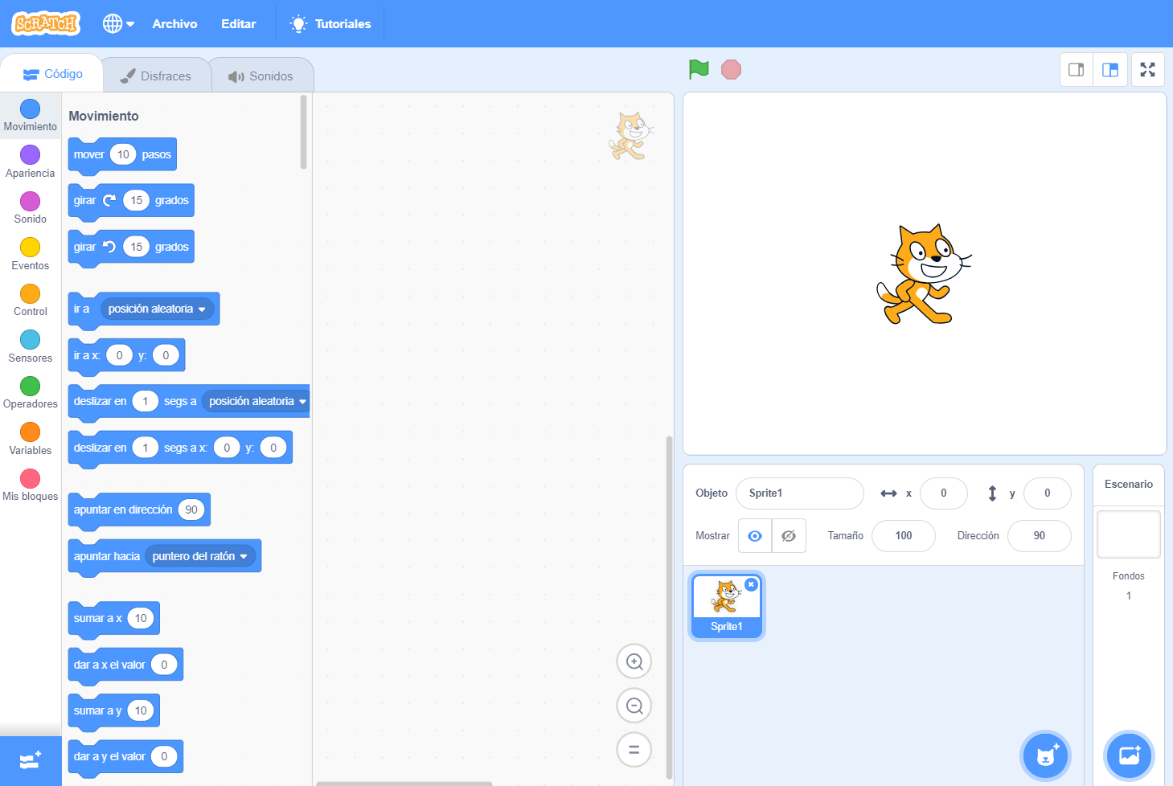 SCRATCH Archivo Editar Tutoriales
Código Disfraces Sonidos
Movimiento
Apariencia
Sonido
Eventos
Control
Sensores
Operadores
Variables
Mis bloques
Movimiento
mover 10 pasos
girar 15 grados
girar 15 grados
ir a posición aleatoria
ir a x: 0 y: 0
deslizar en 1 segs a posición aleatoria
deslizar en 1 segs a x: 0 y: 0
apuntar en dirección 90
apuntar hacia puntero del ratón
sumar a x 10
dar a x el valor 0
sumar a y 10
dar a y el valor 0
Objeto Sprite1 x 0 y 0
Mostrar Tamaño 100 Dirección 90
Sprite1
Escenario
Fondos
1